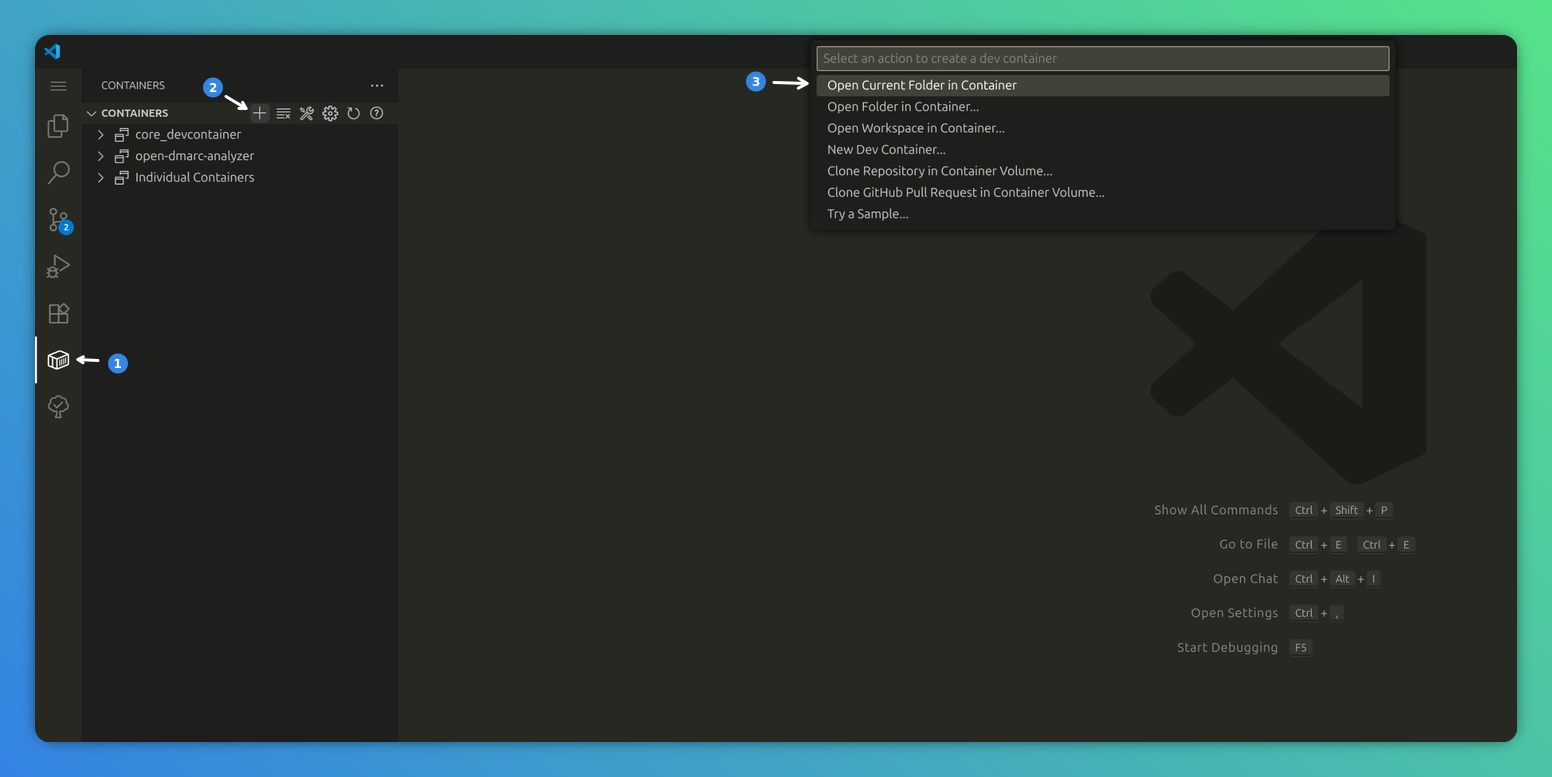 Select an action to create a dev container
3
Open Current Folder in Container
Open Folder in Container...
Open Workspace in Container...
New Dev Container...
Clone Repository in Container Volume...
Clone GitHub Pull Request in Container Volume...
Try a Sample...
CONTAINERS
2
CONTAINERS
core_devcontainer
open-dmarc-analyzer
Individual Containers
2
1
Show All Commands Ctrl + Shift + P
Go to File Ctrl + E Ctrl + E
Open Chat Ctrl + Alt + I
Open Settings Ctrl + ,
Start Debugging F5